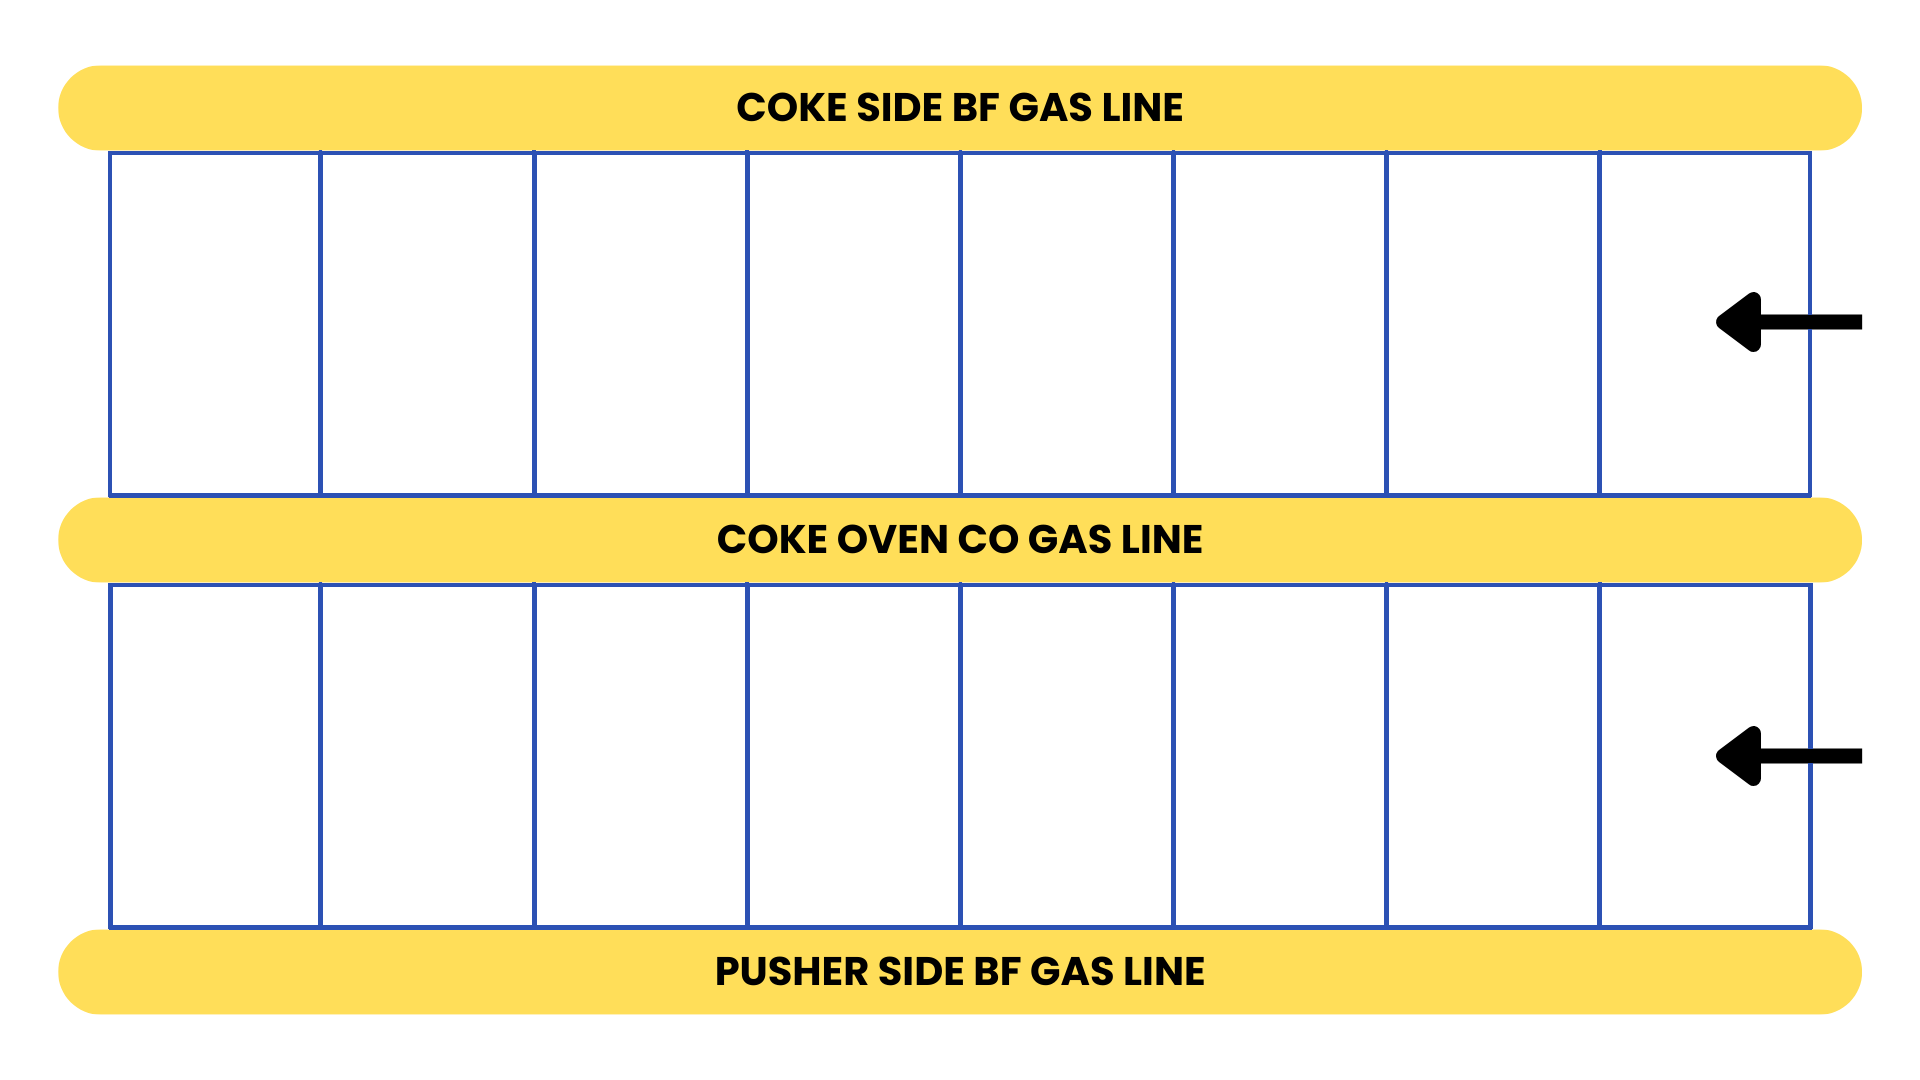 COKE SIDE BF GAS LINE
COKE OVEN CO GAS LINE
PUSHER SIDE BF GAS LINE